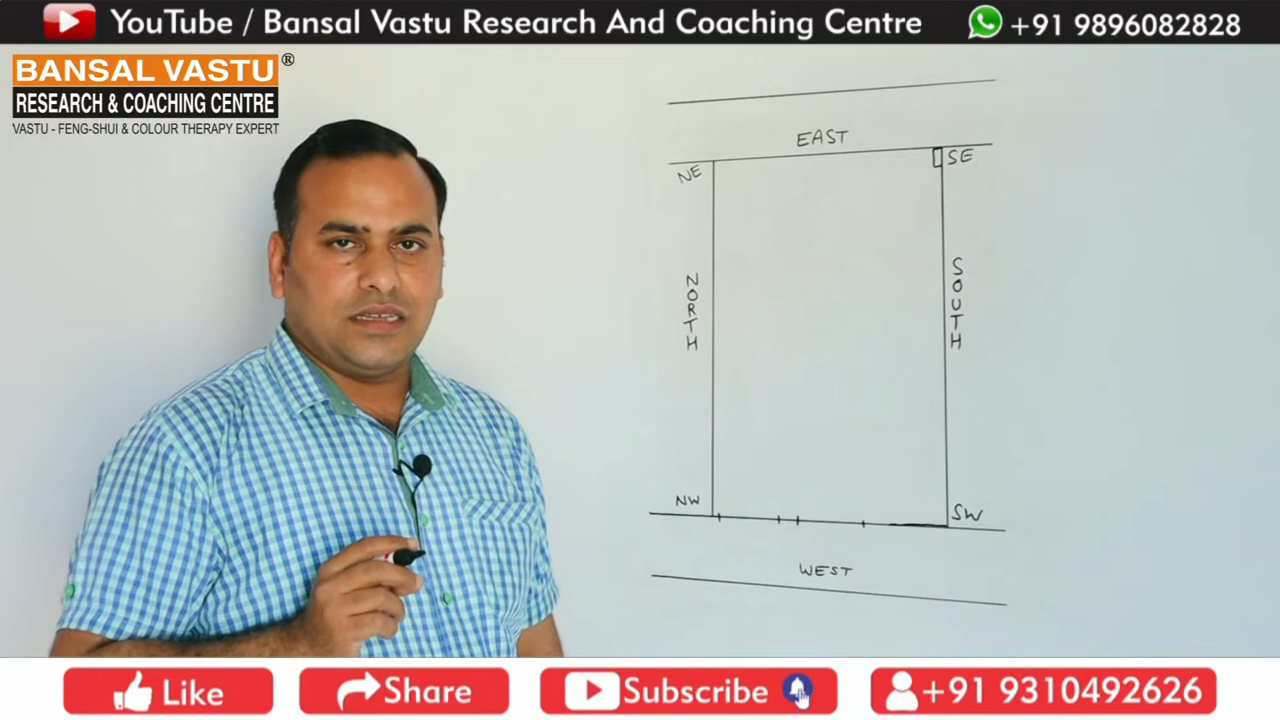 YouTube / Bansal Vastu Research And Coaching Centre
+91 9896082828
BANSAL VASTU®
RESEARCH & COACHING CENTRE
VASTU - FENG-SHUI & COLOUR THERAPY EXPERT
EAST
NE
SE
NORTH
SOUTH
NW
SW
WEST
Like
Share
Subscribe
+91 9310492626